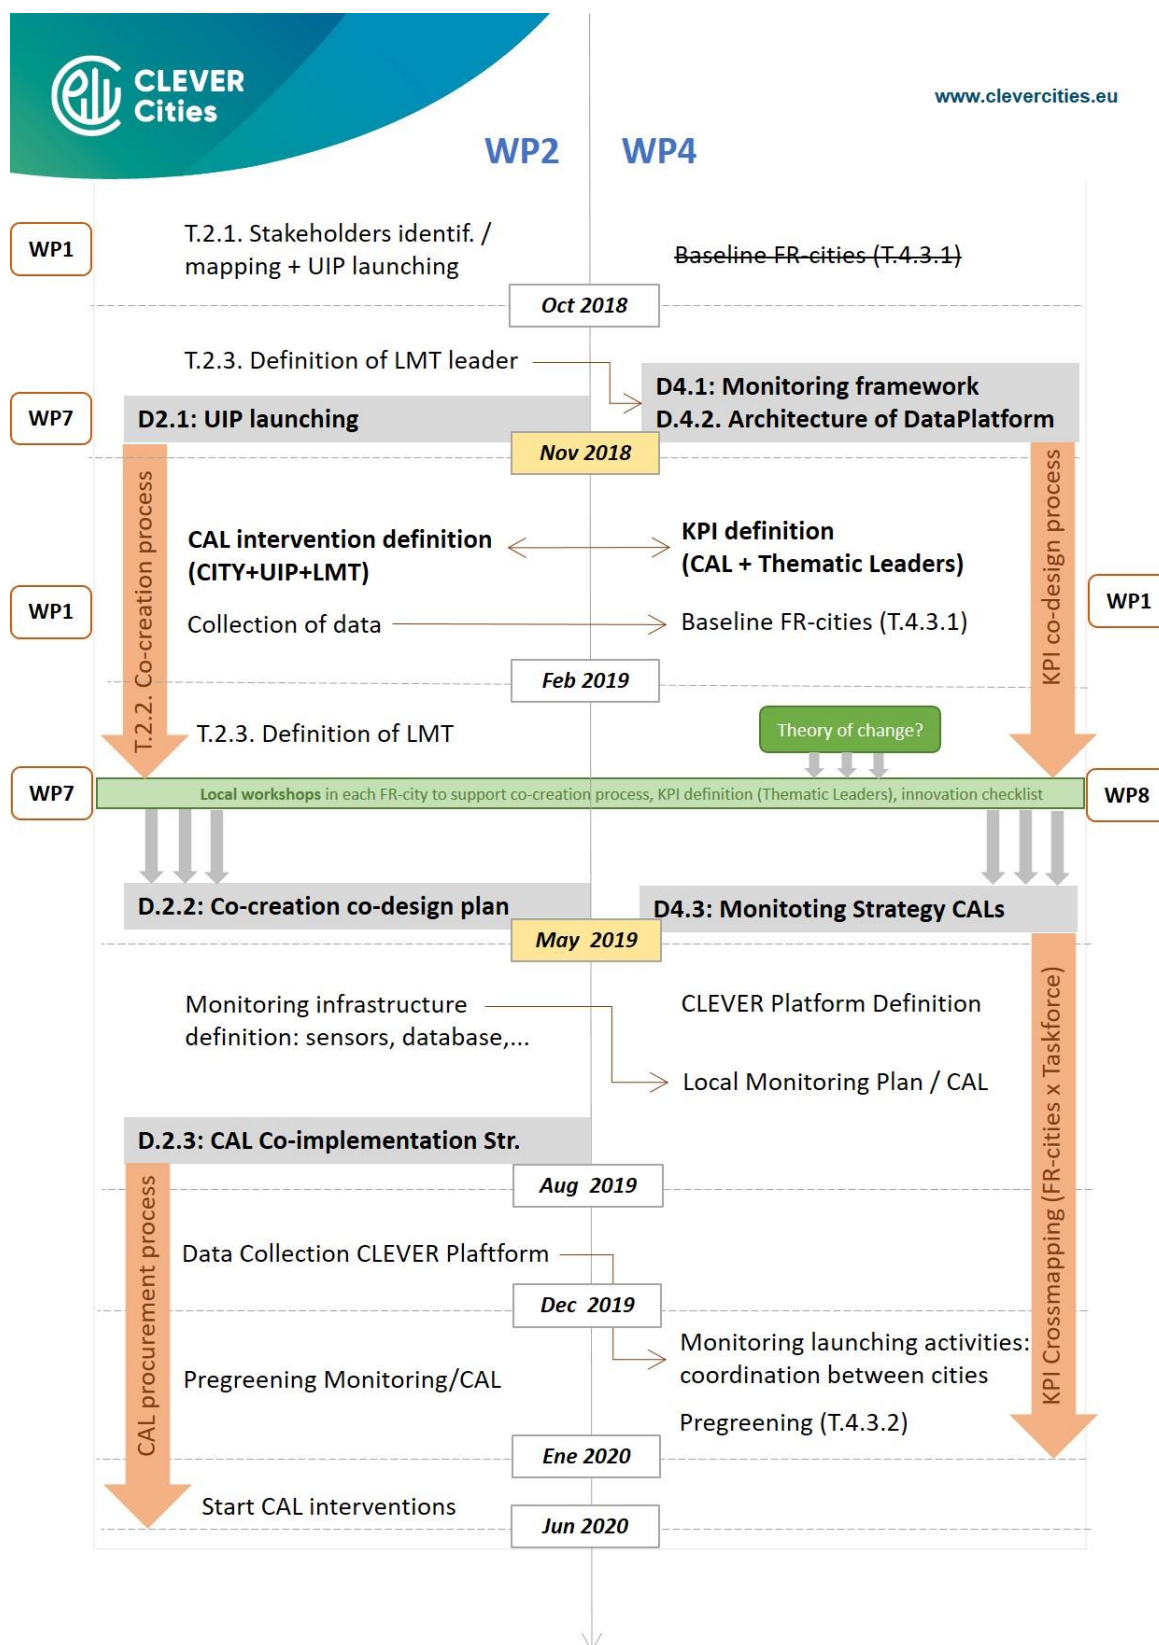 CLEVER
Cities
www.clevercities.eu
WP2
WP4
WP1
T.2.1. Stakeholders identif. /
mapping + UIP launching
Baseline FR-cities (T.4.3.1)
Oct 2018
T.2.3. Definition of LMT leader
WP7
D2.1: UIP launching
D4.1: Monitoring framework
D.4.2. Architecture of DataPlatform
Nov 2018
T.2.2. Co-creation process
KPI co-design process
CAL intervention definition
(CITY+UIP+LMT)
KPI definition
(CAL + Thematic Leaders)
WP1
Collection of data
Baseline FR-cities (T.4.3.1)
WP1
Feb 2019
T.2.3. Definition of LMT
Theory of change?
WP7
Local workshops in each FR-city to support co-creation process, KPI definition (Thematic Leaders), innovation checklist
WP8
D.2.2: Co-creation co-design plan
D4.3: Monitoting Strategy CALs
May 2019
Monitoring infrastructure
definition: sensors, database,...
CLEVER Platform Definition
Local Monitoring Plan / CAL
KPI Crossmapping (FR-cities x Taskforce)
D.2.3: CAL Co-implementation Str.
Aug 2019
CAL procurement process
Data Collection CLEVER Plaftform
Dec 2019
Monitoring launching activities:
coordination between cities
Pregreening Monitoring/CAL
Pregreening (T.4.3.2)
Ene 2020
Start CAL interventions
Jun 2020